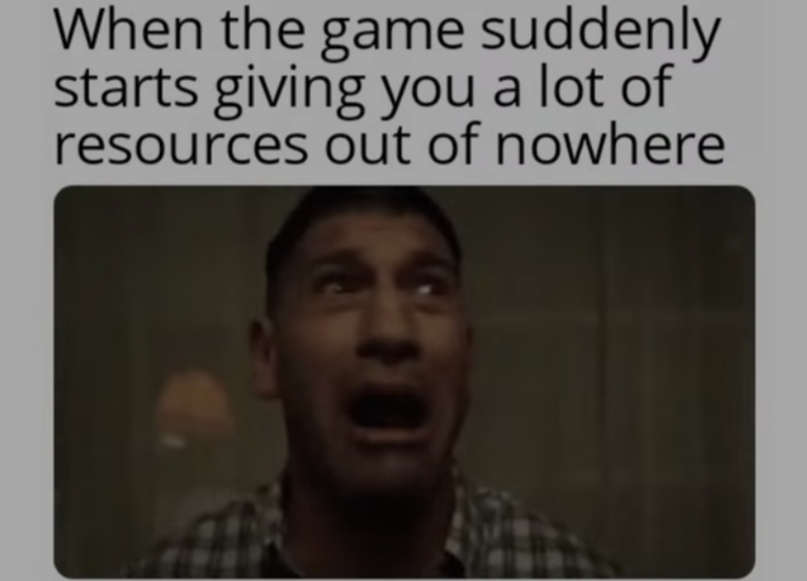 When the game suddenly
starts giving you a lot of
resources out of nowhere